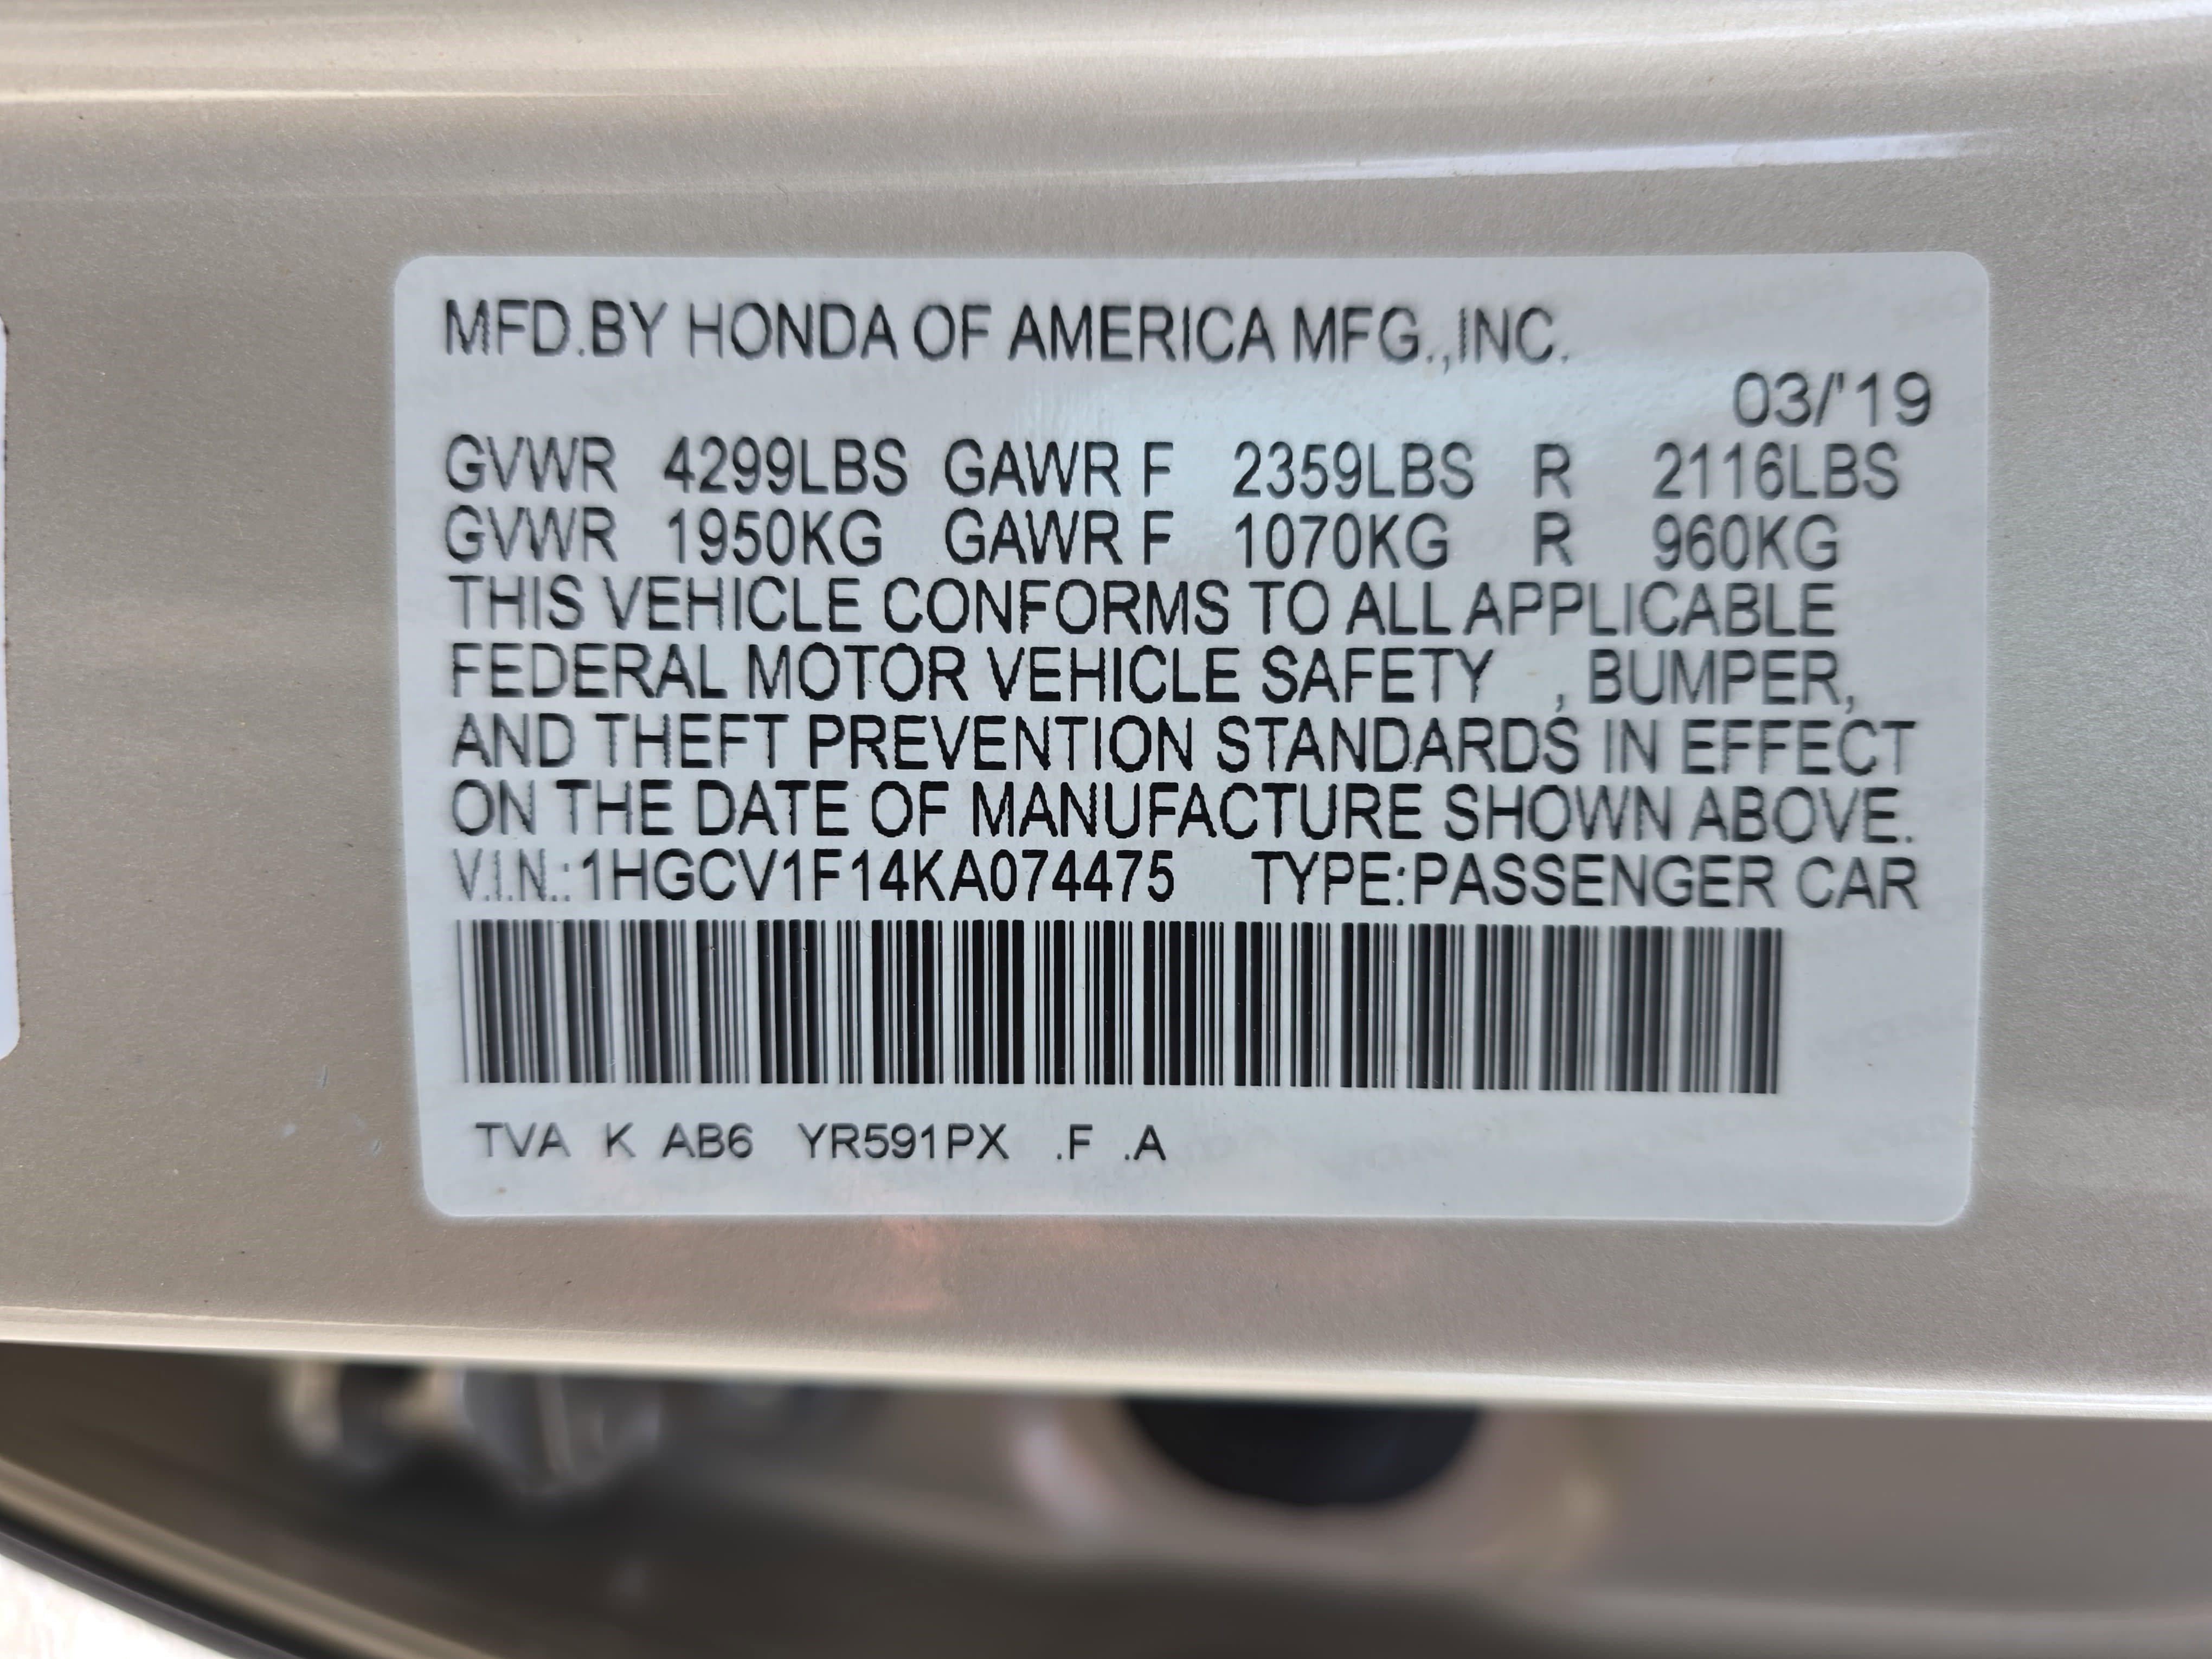 MFD.BY HONDA OF AMERICA MFG.,INC.
03/'19
GVWR 4299LBS GAWR F 2359LBS R 2116LBS
GVWR 1950KG GAWR F 1070KG R 960KG
THIS VEHICLE CONFORMS TO ALL APPLICABLE
FEDERAL MOTOR VEHICLE SAFETY , BUMPER,
AND THEFT PREVENTION STANDARDS IN EFFECT
ON THE DATE OF MANUFACTURE SHOWN ABOVE.
V.I.N.:1HGCV1F14KA074475 TYPE:PASSENGER CAR
TVA K AB6 YR591PX .F .A